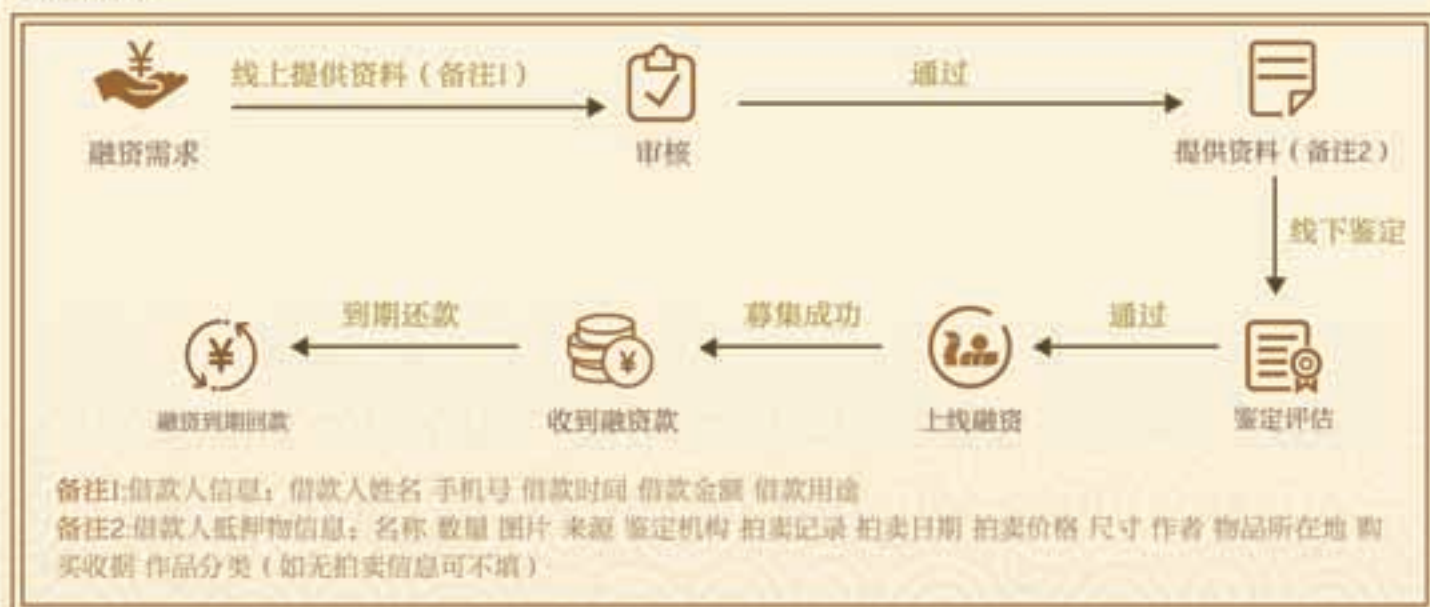 线上提供资料（备注1）
通过
融资需求
审核
提供资料（备注2）
线下鉴定
到期还款
募集成功
通过
融资到期回款
收到融资款
上线融资
鉴定评估
备注1:借款人信息：借款人姓名 手机号 借款时间 借款金额 借款用途
备注2:借款人抵押物信息：名称 数量 图片 来源 鉴定机构 拍卖记录 拍卖日期 拍卖价格 尺寸 作者 物品所在地 购
买收据 作品分类（如无拍卖信息可不填）